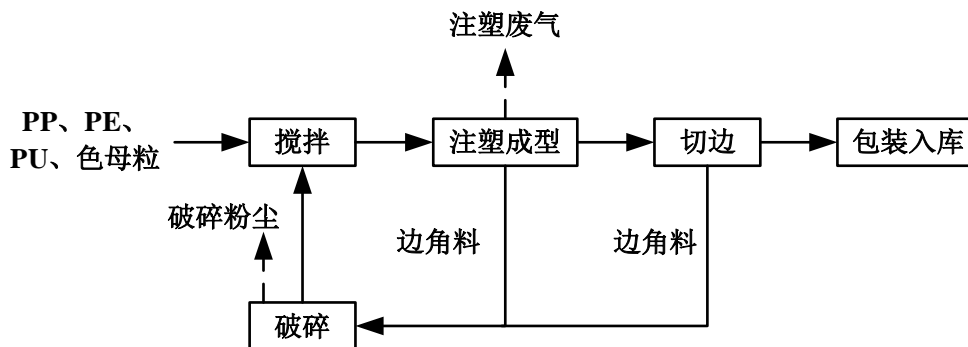 注塑废气
PP、PE、
PU、色母粒
搅拌
注塑成型
切边
包装入库
破碎粉尘
边角料
边角料
破碎